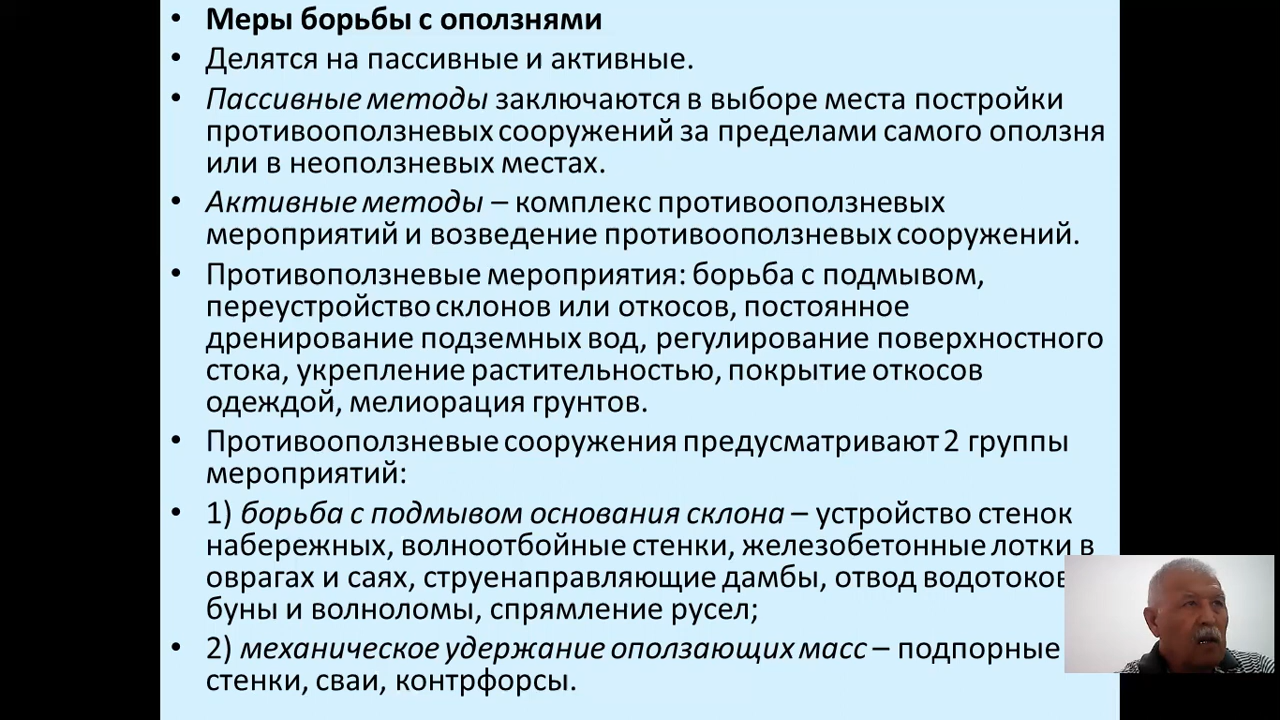 • Меры борьбы с оползнями
• Делятся на пассивные и активные.
• Пассивные методы заключаются в выборе места постройки
противооползневых сооружений за пределами самого оползня
или в неоползневых местах.
• Активные методы – комплекс противооползневых
мероприятий и возведение противооползневых сооружений.
• Противоползневые мероприятия: борьба с подмывом,
переустройство склонов или откосов, постоянное
дренирование подземных вод, регулирование поверхностного
стока, укрепление растительностью, покрытие откосов
одеждой, мелиорация грунтов.
• Противооползневые сооружения предусматривают 2 группы
мероприятий:
• 1) борьба с подмывом основания склона – устройство стенок
набережных, волноотбойные стенки, железобетонные лотки в
оврагах и саях, струенаправляющие дамбы, отвод водотоков
буны и волноломы, спрямление русел;
• 2) механическое удержание оползающих масс – подпорные
стенки, сваи, контрфорсы.